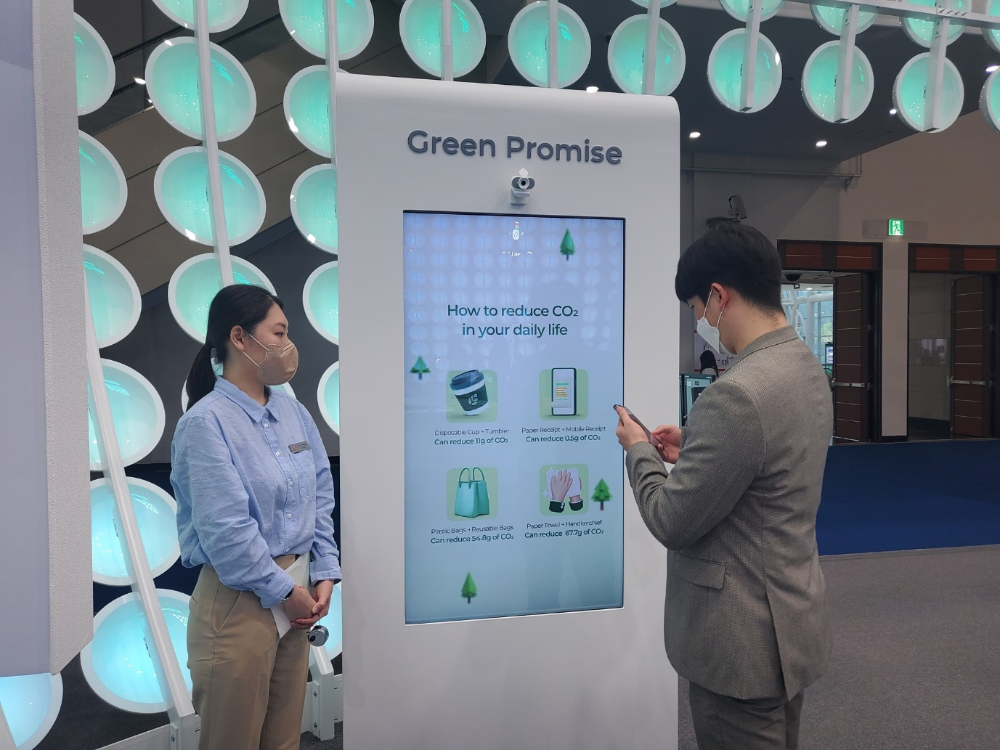 Green Promise
How to reduce CO₂
in your daily life
Disposable Cup → Tumbler
Can reduce 11g of CO₂
Paper Receipt → Mobile Receipt
Can reduce 0.5g of CO₂
Plastic Bags → Reusable Bags
Can reduce 54.8g of CO₂
Paper Towel → Handkerchief
Can reduce 67.7g of CO₂